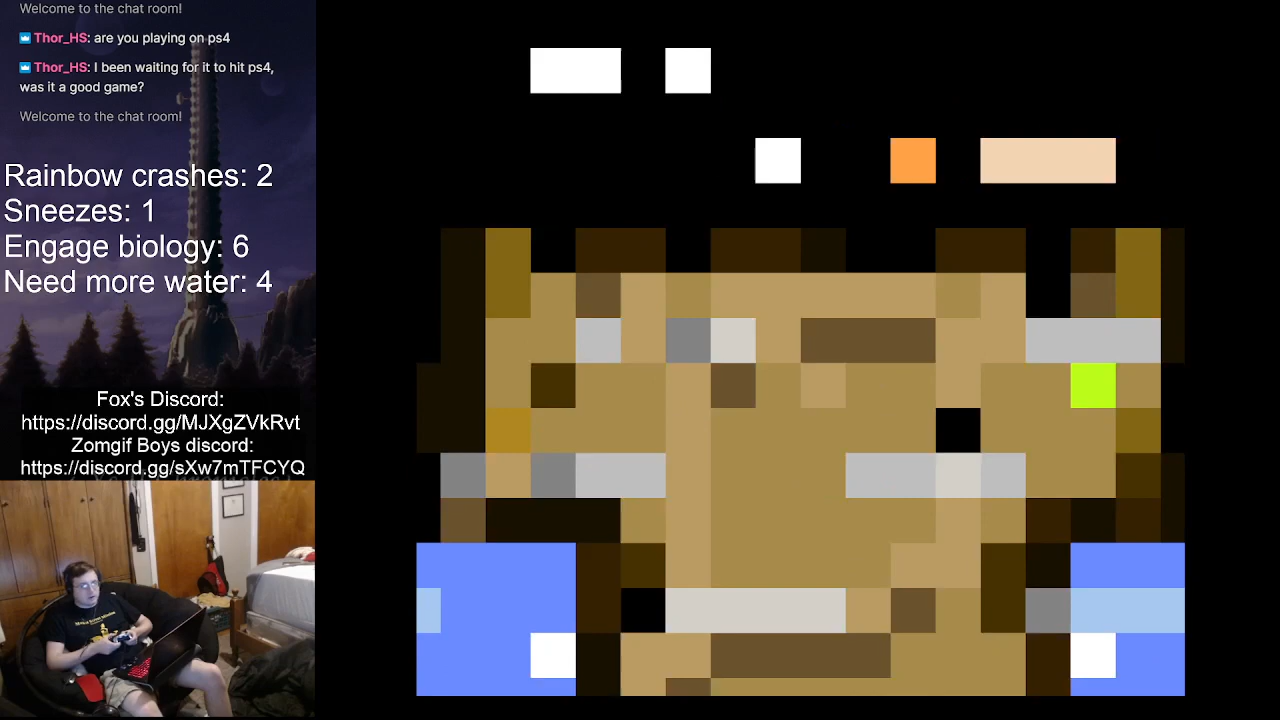 Welcome to the chat room!
Thor_HS: are you playing on ps4
Thor_HS: I been waiting for it to hit ps4,
was it a good game?
Welcome to the chat room!
Rainbow crashes: 2
Sneezes: 1
Engage biology: 6
Need more water: 4
Fox's Discord:
https://discord.gg/MJXgZVkRvt
Zomgif Boys discord:
https://discord.gg/sXw7mTFCYQ